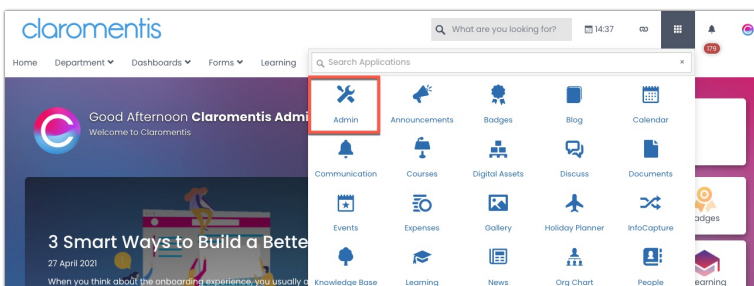 claromentis
What are you looking for?
14:37
179
Home Department Dashboards Forms Learning
Search Applications ×
Good Afternoon Claromentis Admi
Welcome to Claromentis
Admin Announcements Badges Blog Calendar
Communication Courses Digital Assets Discuss Documents
Events Expenses Gallery Holiday Planner InfoCapture
adges
3 Smart Ways to Build a Bette
27 April 2021
When you think about the onboarding experience, you usually a
Knowledge Base Learning News Org Chart People
earning